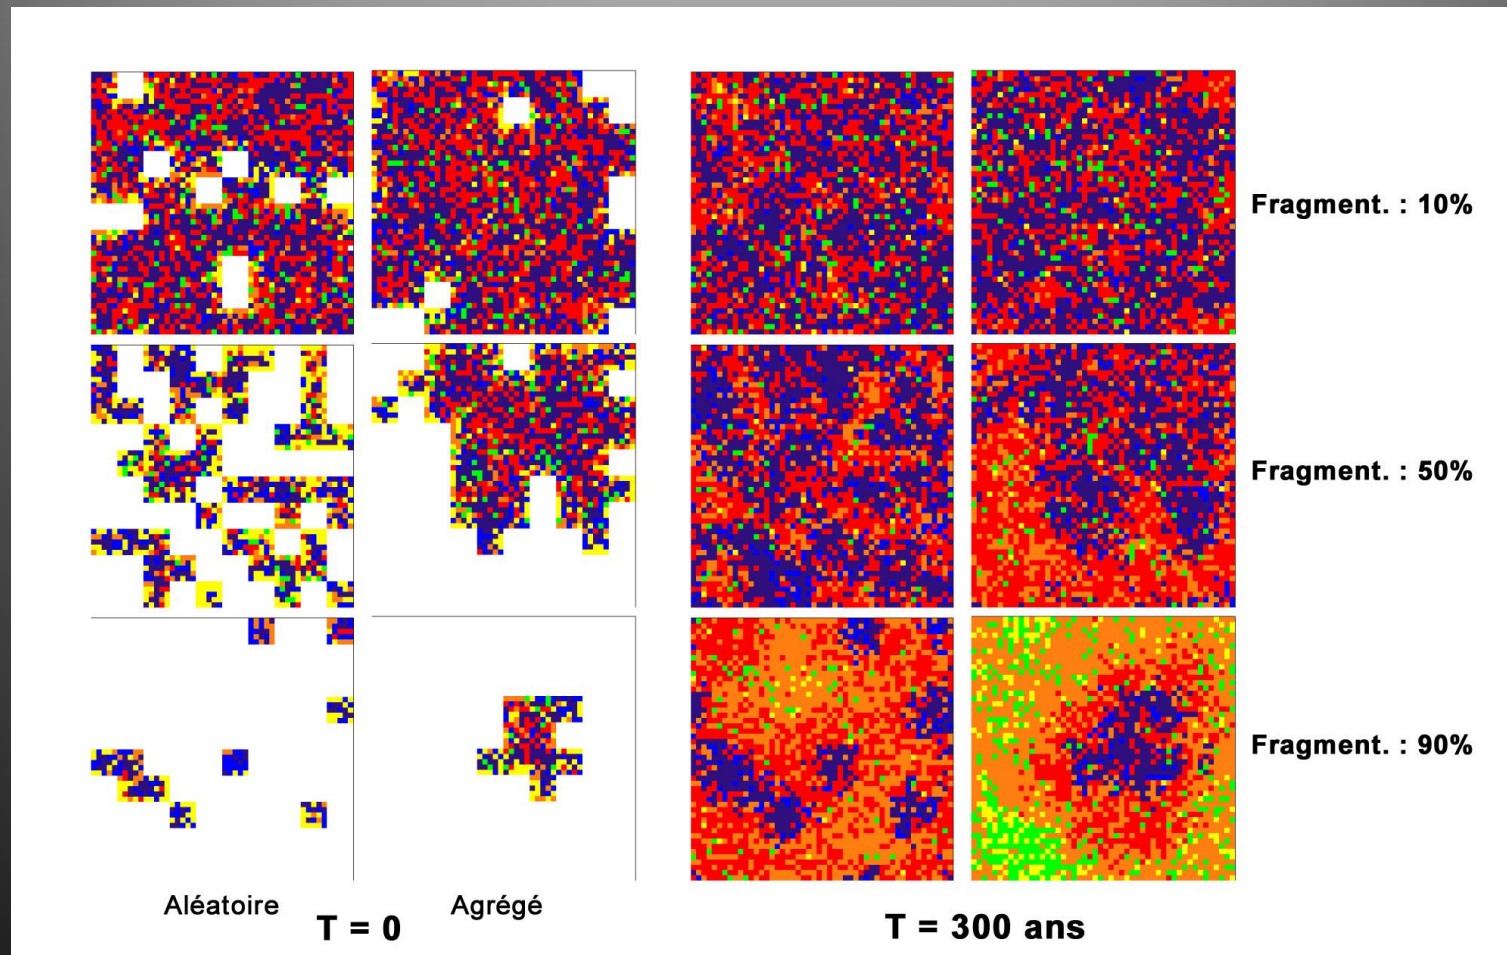 Fragment. : 10%
Fragment. : 50%
Fragment. : 90%
Aléatoire Agrégé
T = 0 T = 300 ans